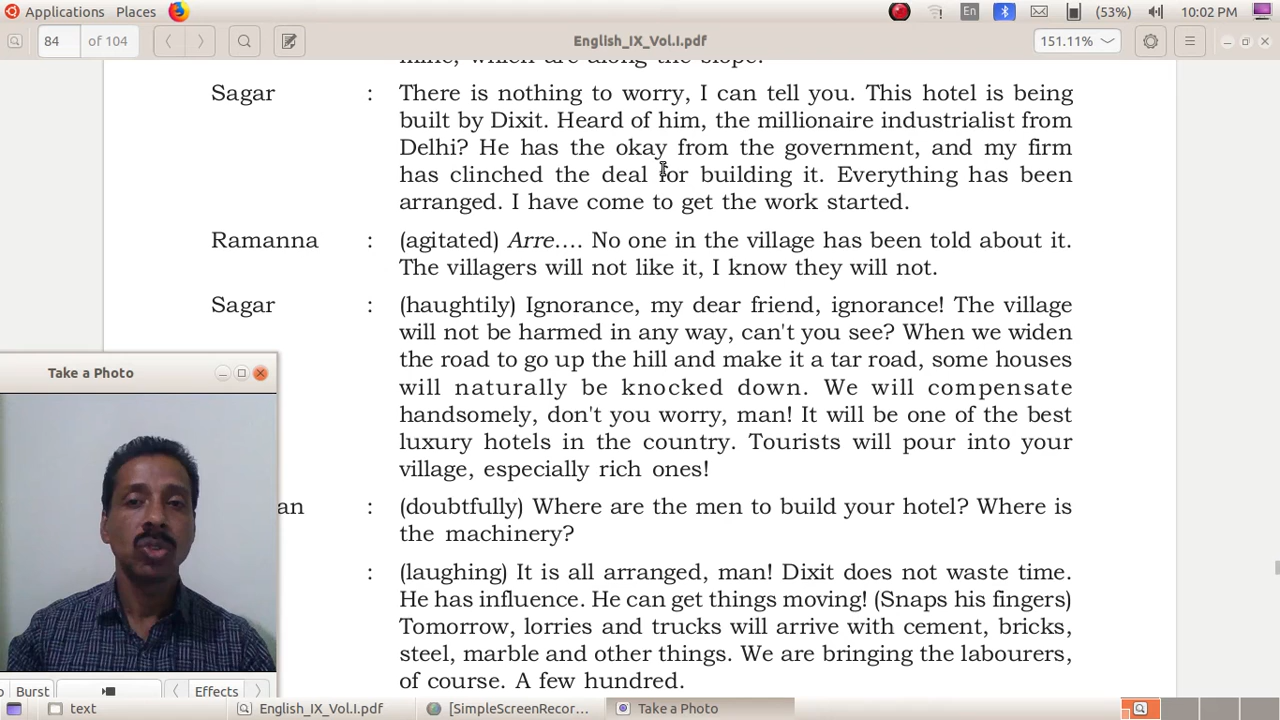 Applications Places En (53%) 10:02 PM
84 of 104 English_IX_Vol.I.pdf 151.11%
mine, which are along the slope.
Sagar : There is nothing to worry, I can tell you. This hotel is being
built by Dixit. Heard of him, the millionaire industrialist from
Delhi? He has the okay from the government, and my firm
has clinched the deal for building it. Everything has been
arranged. I have come to get the work started.
Ramanna : (agitated) Arre.... No one in the village has been told about it.
The villagers will not like it, I know they will not.
Sagar : (haughtily) Ignorance, my dear friend, ignorance! The village
will not be harmed in any way, can't you see? When we widen
the road to go up the hill and make it a tar road, some houses
will naturally be knocked down. We will compensate
handsomely, don't you worry, man! It will be one of the best
luxury hotels in the country. Tourists will pour into your
village, especially rich ones!
an : (doubtfully) Where are the men to build your hotel? Where is
the machinery?
: (laughing) It is all arranged, man! Dixit does not waste time.
He has influence. He can get things moving! (Snaps his fingers)
Tomorrow, lorries and trucks will arrive with cement, bricks,
steel, marble and other things. We are bringing the labourers,
of course. A few hundred.
Take a Photo
o Burst Effects
text English_IX_Vol.I.pdf [SimpleScreenRecor... Take a Photo